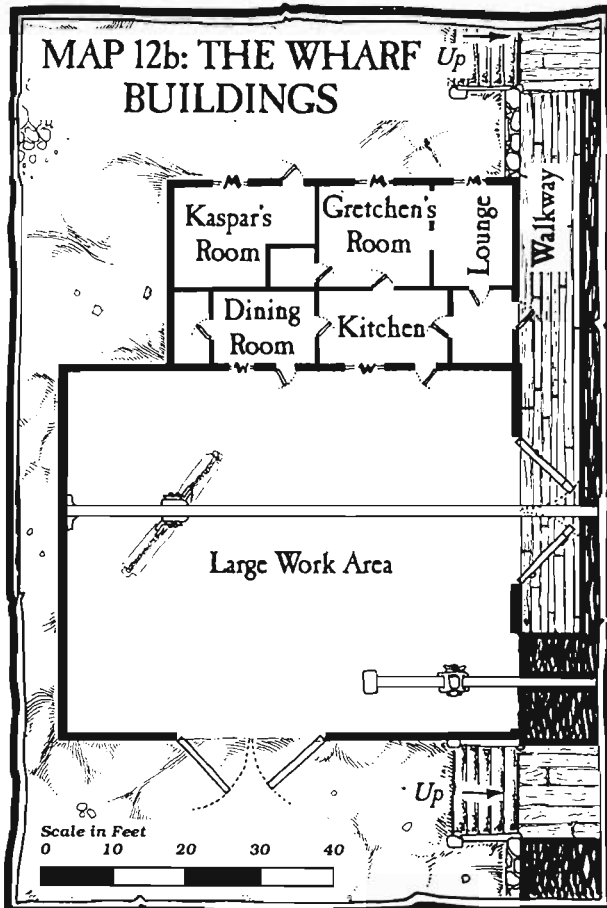 MAP 12b: THE WHARF
BUILDINGS
Up
Kaspar's
Room
Gretchen's
Room
Lounge
Walkway
Dining
Room
Kitchen
Large Work Area
Up
Scale in Feet
0 10 20 30 40